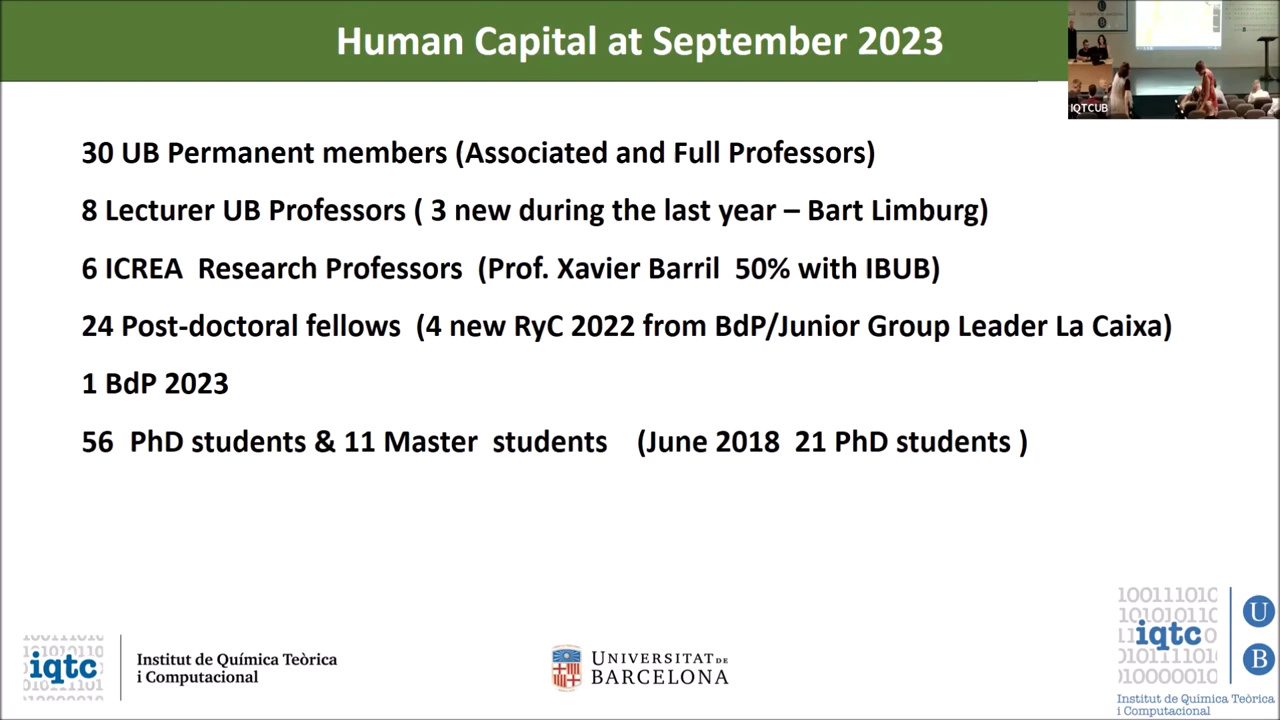 Human Capital at September 2023
IQTCUB
30 UB Permanent members (Associated and Full Professors)
8 Lecturer UB Professors ( 3 new during the last year – Bart Limburg)
6 ICREA Research Professors (Prof. Xavier Barril 50% with IBUB)
24 Post-doctoral fellows (4 new RyC 2022 from BdP/Junior Group Leader La Caixa)
1 BdP 2023
56 PhD students & 11 Master students (June 2018 21 PhD students )
iqtc
Institut de Química Teòrica
i Computacional
UNIVERSITAT DE
BARCELONA
100111010
10101011
iqtc
010111101
010000010
U
B
Institut de Química Teòrica
i Computacional